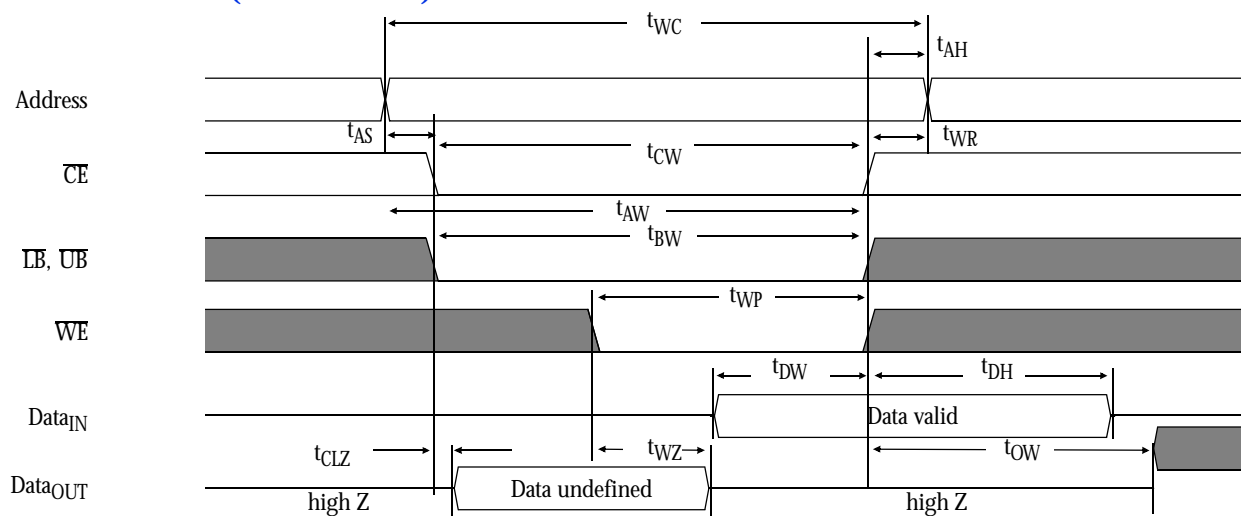 tWC
tAH
Address
tAS
tCW
tWR
CE
tAW
tBW
LB, UB
tWP
WE
tDW
tDH
DataIN
Data valid
tCLZ
tWZ
tOW
DataOUT
high Z
Data undefined
high Z